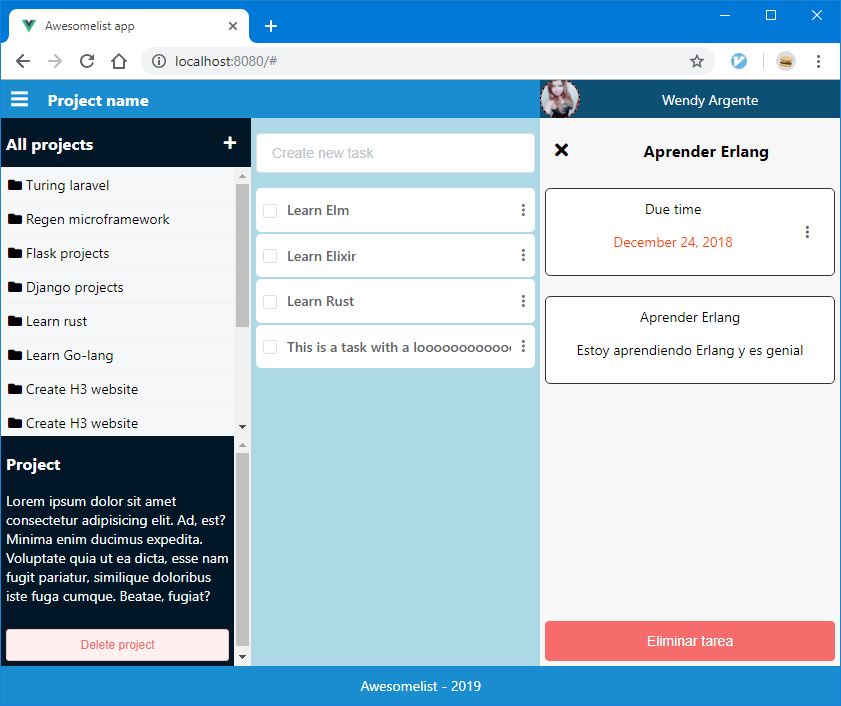 Awesomelist app
localhost:8080/#
Project name
Wendy Argente
All projects
Turing laravel
Regen microframework
Flask projects
Django projects
Learn rust
Learn Go-lang
Create H3 website
Create H3 website
Project
Lorem ipsum dolor sit amet
consectetur adipisicing elit. Ad, est?
Minima enim ducimus expedita.
Voluptate quia ut ea dicta, esse nam
fugit pariatur, similique doloribus
iste fuga cumque. Beatae, fugiat?
Delete project
Create new task
Learn Elm
Learn Elixir
Learn Rust
This is a task with a loooooooooooo
Aprender Erlang
Due time
December 24, 2018
Aprender Erlang
Estoy aprendiendo Erlang y es genial
Eliminar tarea
Awesomelist - 2019